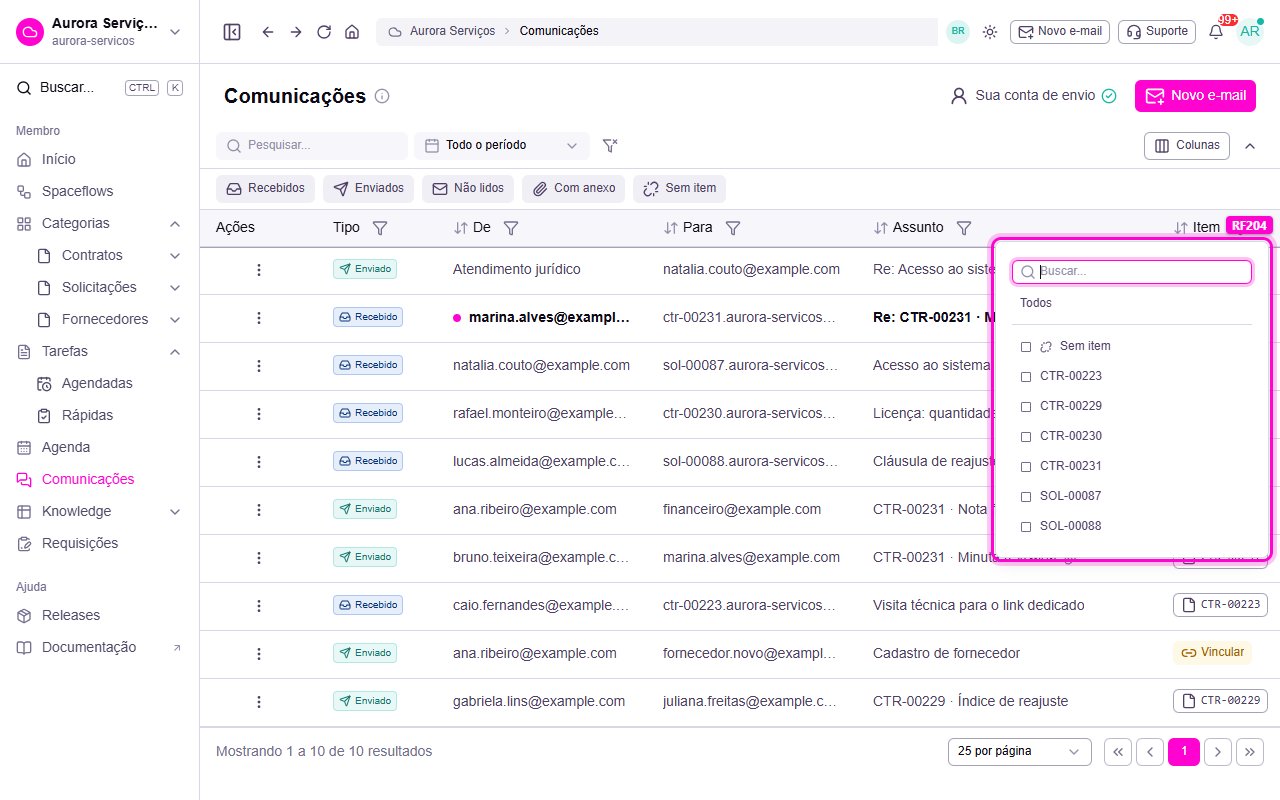 Aurora Serviç...
aurora-servicos
Aurora Serviços > Comunicações
BR
Novo e-mail
Suporte
99+
AR
Buscar... CTRL K
Membro
Início
Spaceflows
Categorias
Contratos
Solicitações
Fornecedores
Tarefas
Agendadas
Rápidas
Agenda
Comunicações
Knowledge
Requisições
Ajuda
Releases
Documentação
Comunicações
Sua conta de envio
Novo e-mail
Pesquisar...
Todo o período
Colunas
Recebidos
Enviados
Não lidos
Com anexo
Sem item
Ações Tipo De Para Assunto Item
RF204
Enviado Atendimento jurídico natalia.couto@example.com Re: Acesso ao siste
Recebido marina.alves@exampl... ctr-00231.aurora-servicos... Re: CTR-00231 · M
Recebido natalia.couto@example.com sol-00087.aurora-servicos... Acesso ao sistema
Recebido rafael.monteiro@example... ctr-00230.aurora-servicos... Licença: quantidade
Recebido lucas.almeida@example.com sol-00088.aurora-servicos... Cláusula de reajust
Enviado ana.ribeiro@example.com financeiro@example.com CTR-00231 · Nota
Enviado bruno.teixeira@example.c... marina.alves@example.com CTR-00231 · Minuta
Recebido caio.fernandes@example.... ctr-00223.aurora-servicos... Visita técnica para o link dedicado CTR-00223
Enviado ana.ribeiro@example.com fornecedor.novo@exampl... Cadastro de fornecedor Vincular
Enviado gabriela.lins@example.com juliana.freitas@example.c... CTR-00229 · Índice de reajuste CTR-00229
Buscar...
Todos
Sem item
CTR-00223
CTR-00229
CTR-00230
CTR-00231
SOL-00087
SOL-00088
Mostrando 1 a 10 de 10 resultados
25 por página
1